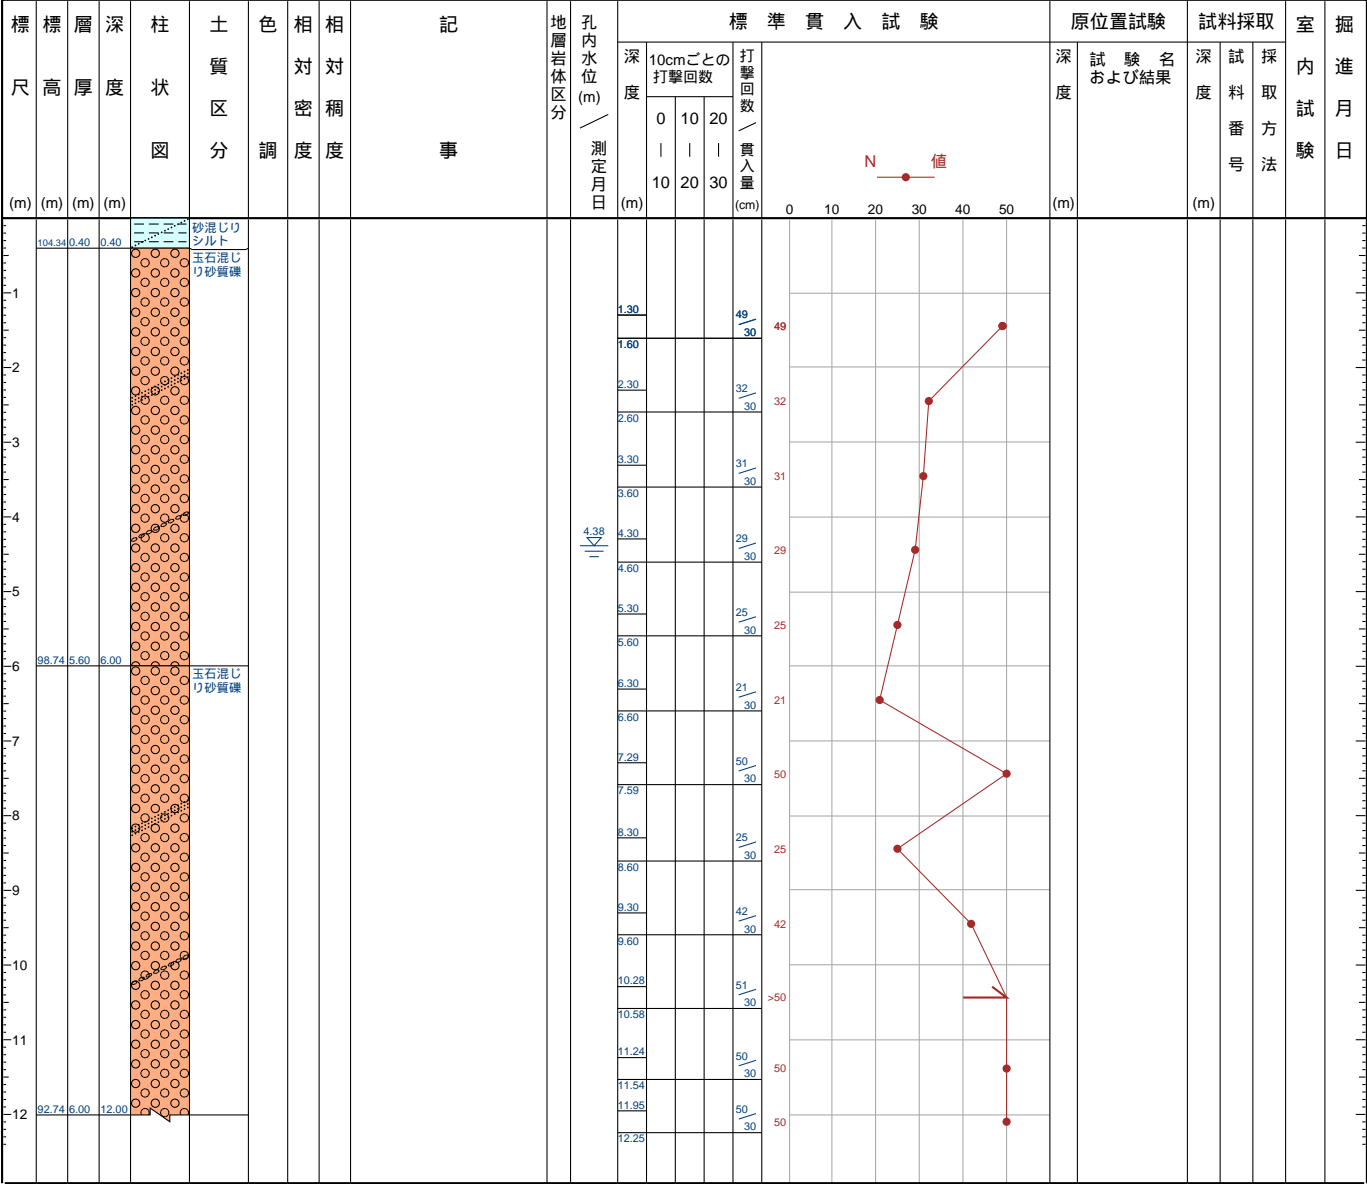 標尺(m)
標高(m)
層厚(m)
深度(m)
柱状図
土質区分
色調
相対密度
相対稠度
記事
地層岩体区分
孔内水位(m)／測定月日
標準貫入試験
深度(m)
10cmごとの
打撃回数
0 10 20
| | |
10 20 30
打撃回数／貫入量(cm)
N 値
0 10 20 30 40 50
原位置試験
深度(m)
試験名
および結果
試料採取
深度(m)
試料番号
採取方法
室内試験
掘進月日
砂混じり
シルト
104.34 0.40 0.40
玉石混じ
り砂質礫
1
1.30 49/30 49
1.60
2
2.30 32/30 32
2.60
3
3.30 31/30 31
3.60
4
4.38
4.30 29/30 29
4.60
5
5.30 25/30 25
5.60
98.74 5.60 6.00
6
玉石混じ
り砂質礫
6.30 21/30 21
6.60
7
7.29 50/30 50
7.59
8
8.30 25/30 25
8.60
9
9.30 42/30 42
9.60
10
10.28 51/30 >50
10.58
11
11.24 50/30 50
11.54
92.74 6.00 12.00
12
11.95 50/30 50
12.25